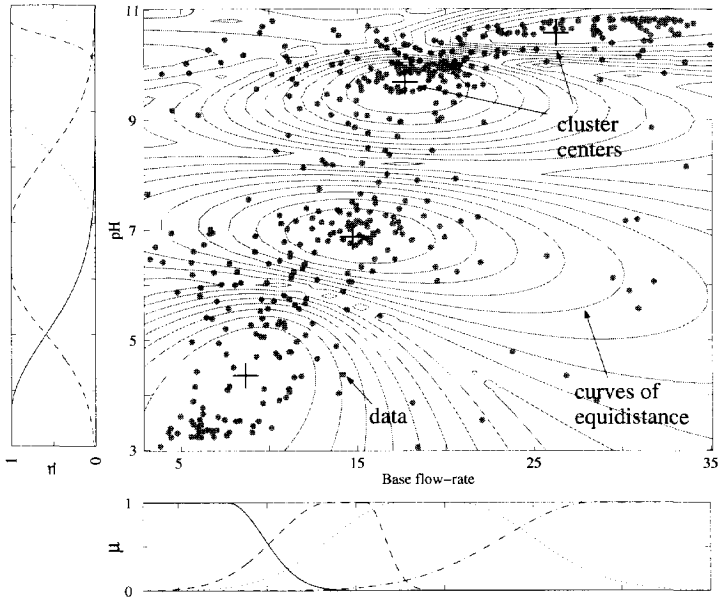 11
9
7
5
3
pH
cluster
centers
curves of
equidistance
data
5
15
25
35
Base flow-rate
1
μ
0
μ
1
0